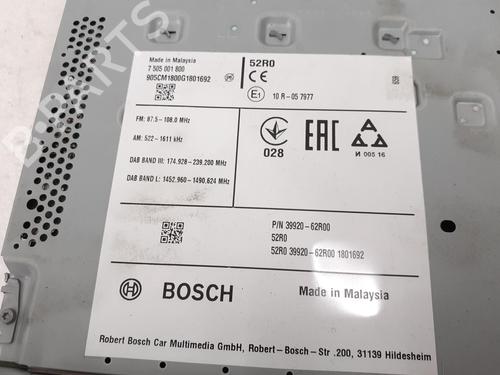 B-PARTS
Made in Malaysia
7 505 001 800
905CM1800G1801692
52R0
CE
E1 10 R - 05 7977
FM: 87.5 - 108.0 MHz
AM: 522 - 1611 kHz
DAB BAND III: 174.928 - 239.200 MHz
DAB BAND L: 1452.960 - 1490.624 MHz
028
EAC
И 005 16
P/N 39920-62R00
52R0
52R0 39920-62R00 1801692
BOSCH
Made in Malaysia
Robert Bosch Car Multimedia GmbH, Robert-Bosch-Str .200, 31139 Hildesheim